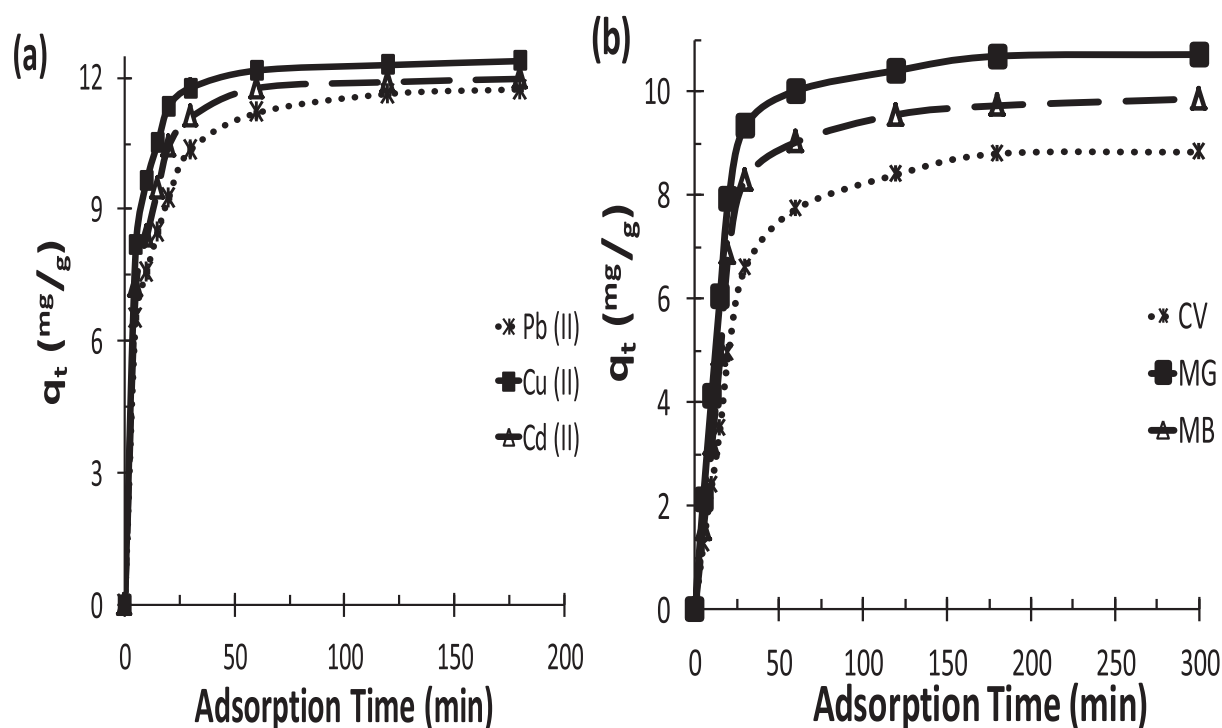 (a)
12
9
6
3
0
qt (mg/g)
Pb (II)
Cu (II)
Cd (II)
0 50 100 150 200
Adsorption Time (min)
(b)
10
8
6
4
2
0
qt (mg/g)
CV
MG
MB
0 50 100 150 200 250 300
Adsorption Time (min)